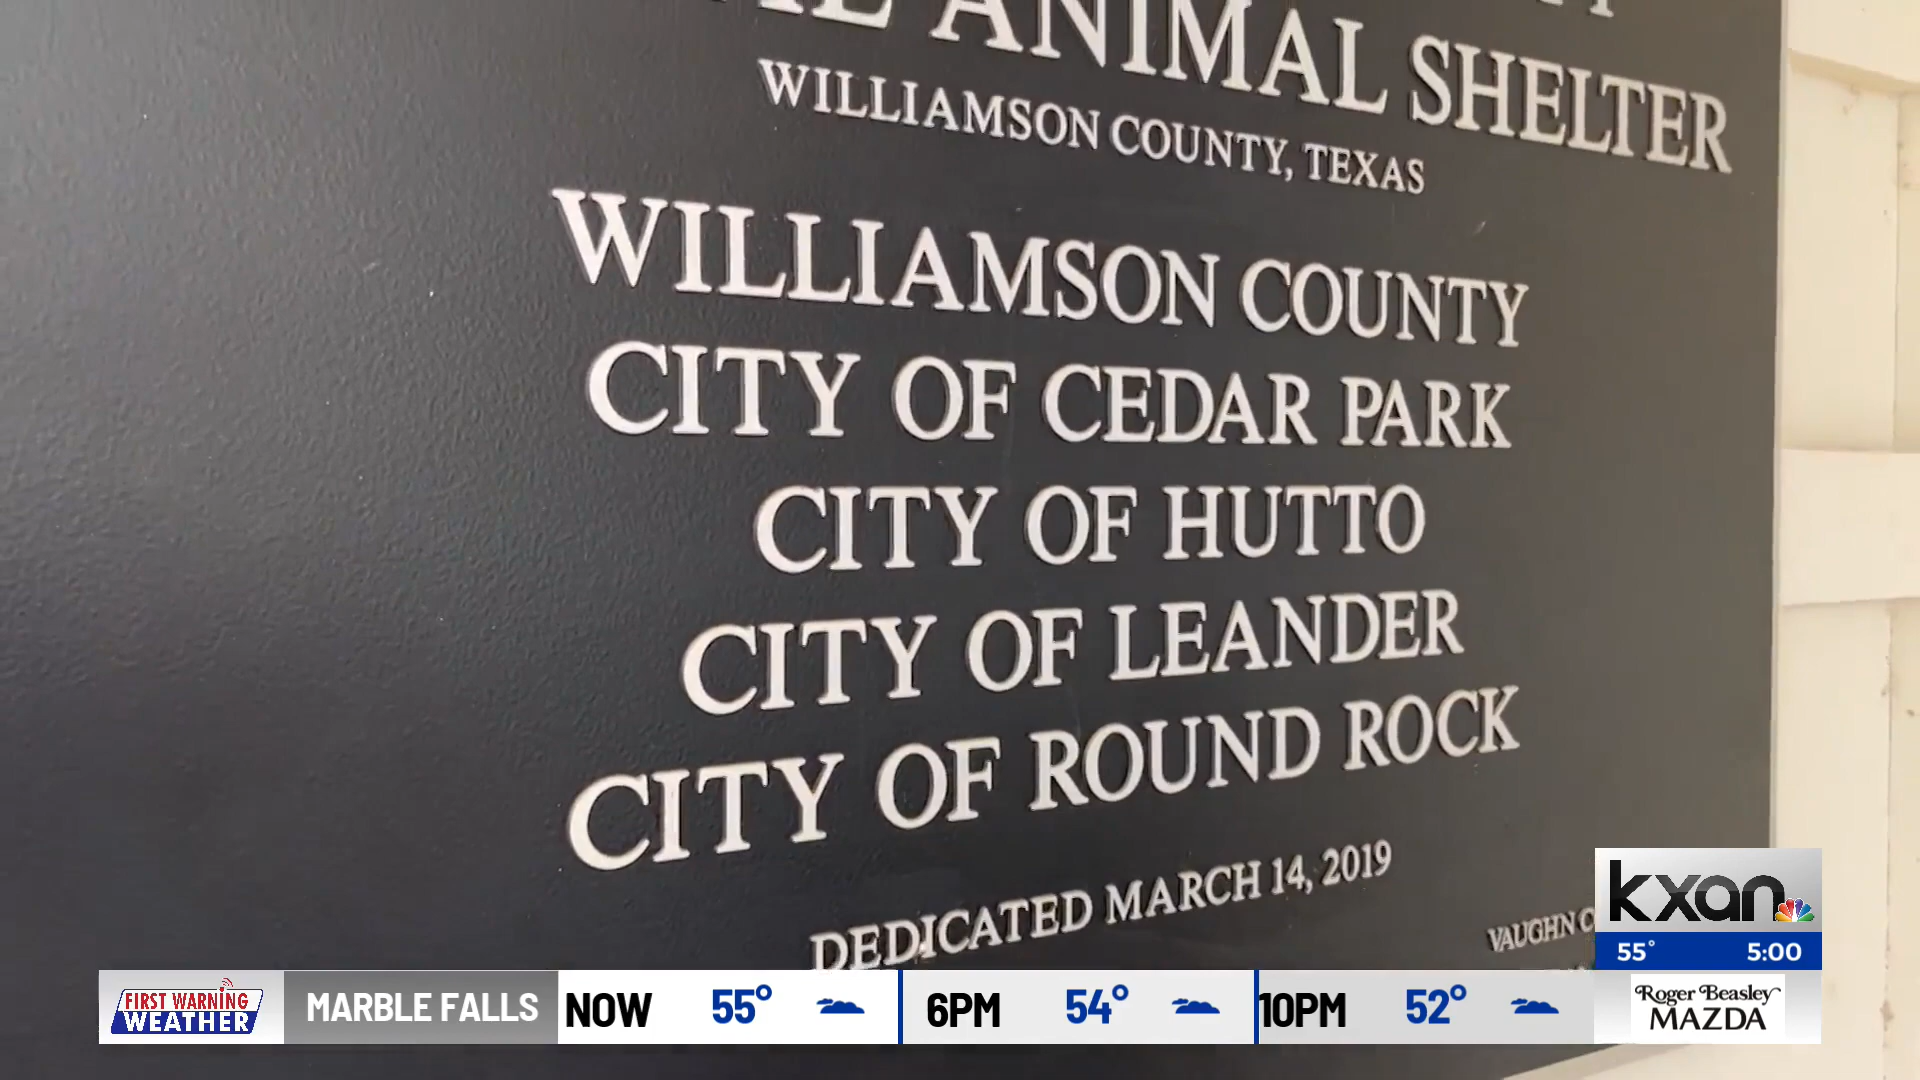 ANIMAL SHELTER
WILLIAMSON COUNTY, TEXAS
WILLIAMSON COUNTY
CITY OF CEDAR PARK
CITY OF HUTTO
CITY OF LEANDER
CITY OF ROUND ROCK
DEDICATED MARCH 14, 2019
VAUGHN
kxan
55° 5:00
FIRST WARNING
WEATHER
MARBLE FALLS NOW 55° 6PM 54° 10PM 52°
Roger Beasley
MAZDA